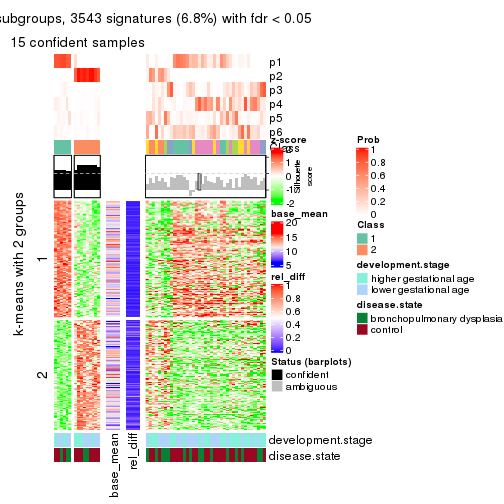 subgroups, 3543 signatures (6.8%) with fdr < 0.05
15 confident samples
p1
p2
p3
p4
p5
p6
Class
Silhouette
score
k-means with 2 groups
1
2
base_mean
rel_diff
development.stage
disease.state
z-score
2
1
0
-1
-2
base_mean
20
15
10
5
rel_diff
1
0.8
0.6
0.4
0.2
0
Status (barplots)
confident
ambiguous
Prob
1
0.8
0.6
0.4
0.2
0
Class
1
2
development.stage
higher gestational age
lower gestational age
disease.state
bronchopulmonary dysplasia
control